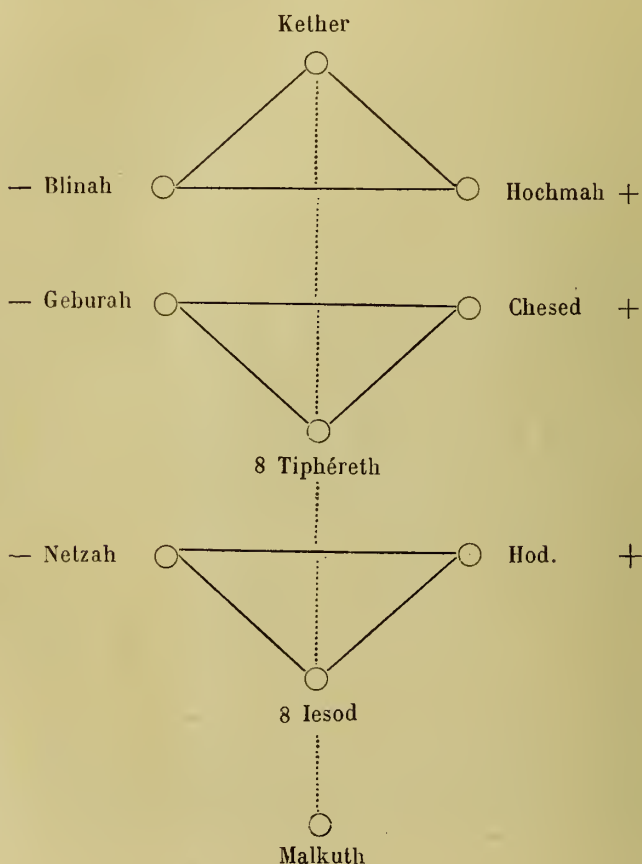 Kether
— Blinah Hochmah +
— Geburah Chesed +
8 Tiphéreth
— Netzah Hod. +
8 Iesod
Malkuth